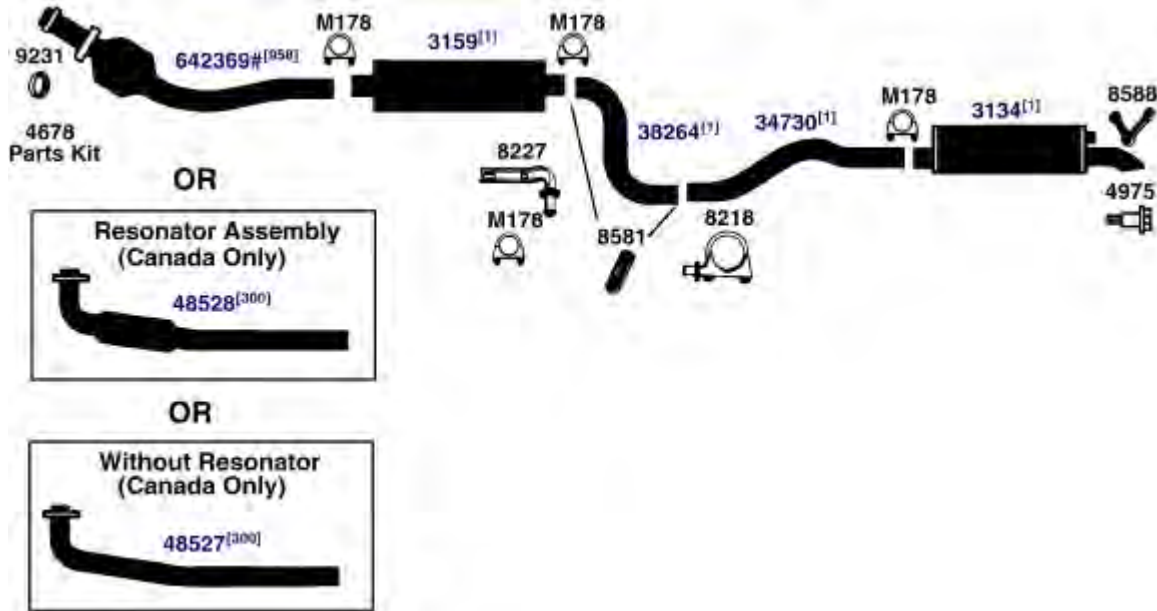 M178
M178
3159[1]
9231
642369#[958]
M178
3134[1]
8588
34730[1]
38264[1]
4678
Parts Kit
8227
4975
OR
M178
8581
8218
Resonator Assembly
(Canada Only)
48528[300]
OR
Without Resonator
(Canada Only)
48527[300]